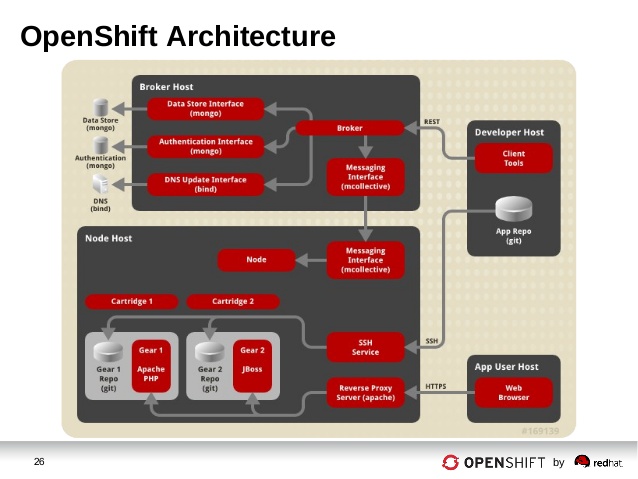 OpenShift Architecture
Broker Host
Data Store Interface
(mongo)
Data Store
(mongo)
Authentication Interface
(mongo)
Authentication
(mongo)
DNS Update Interface
(bind)
DNS
(bind)
Broker
REST
Messaging
Interface
(mcollective)
Developer Host
Client
Tools
App Repo
(git)
Node Host
Node
Messaging
Interface
(mcollective)
Cartridge 1
Cartridge 2
Gear 1
Repo
(git)
Gear 1
Apache
PHP
Gear 2
Repo
(git)
Gear 2
JBoss
SSH
Service
SSH
Reverse Proxy
Server (apache)
HTTPS
App User Host
Web
Browser
#169139
26
OPENSHIFT by redhat.